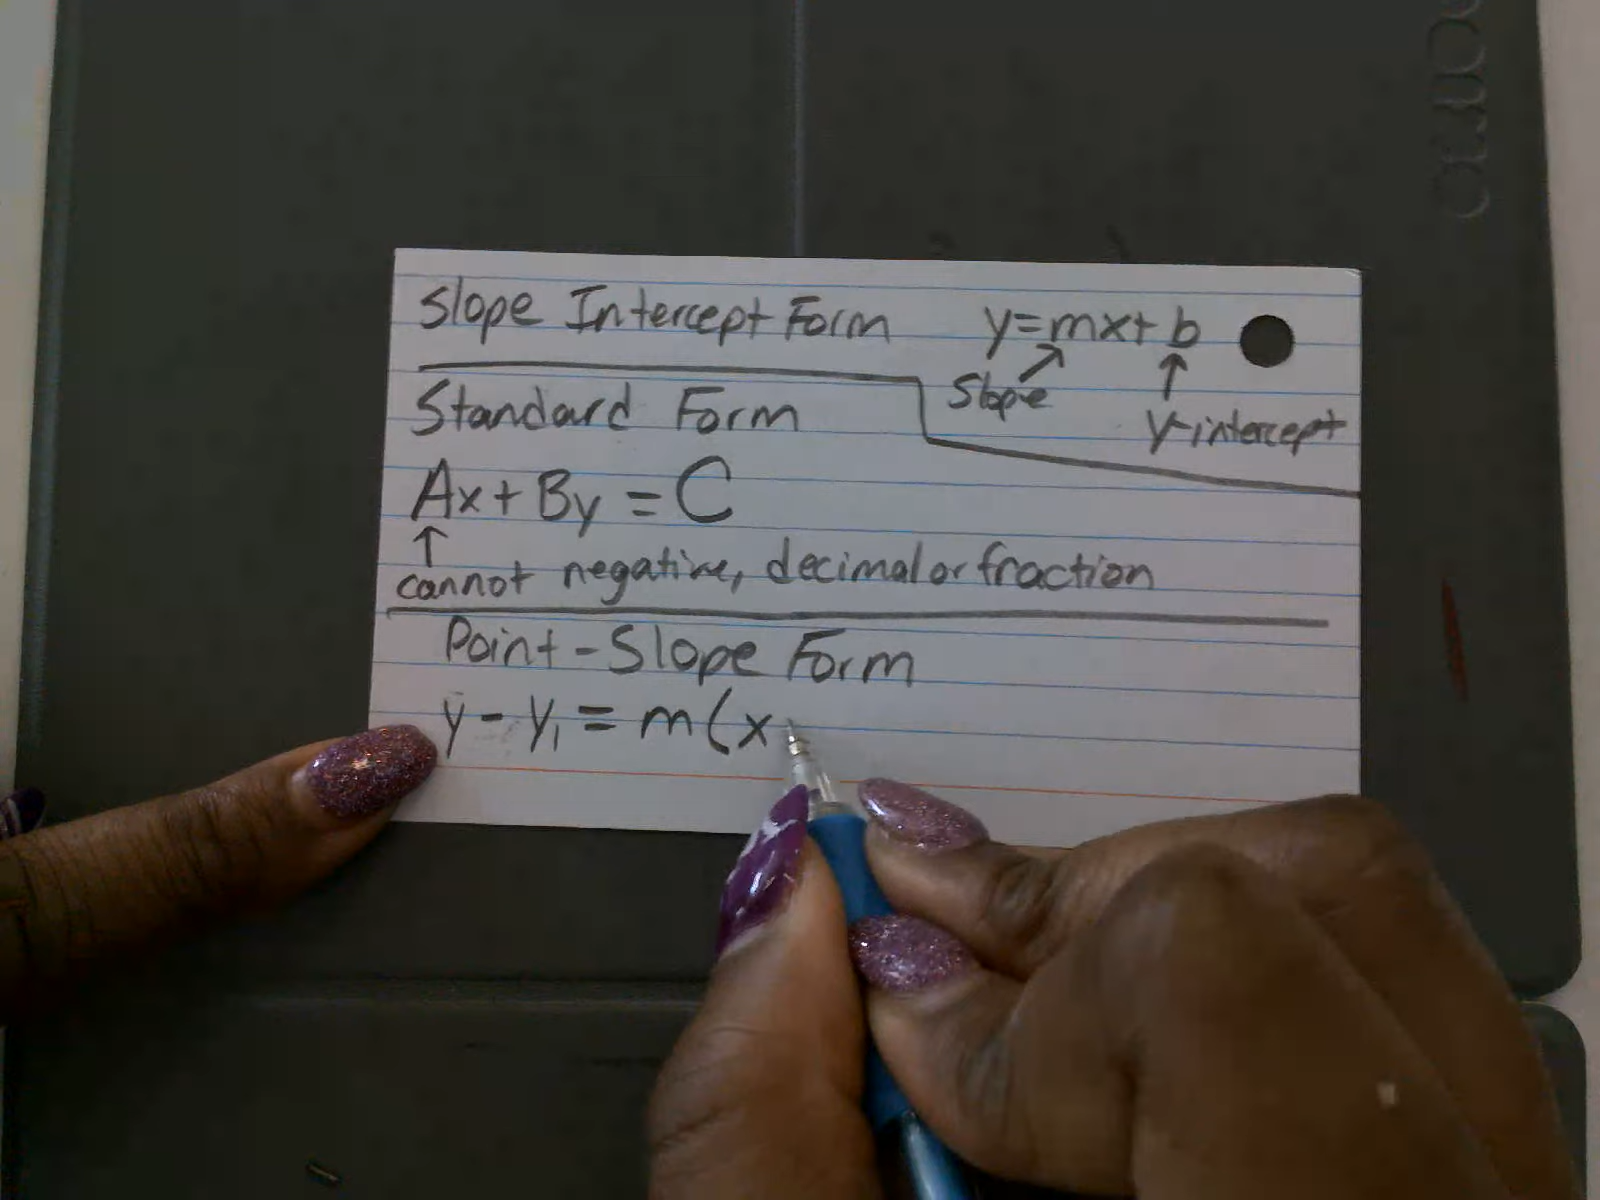 Slope Intercept Form
y=mx+b
Slope
y-intercept
Standard Form
Ax+By=C
cannot negative, decimal or fraction
Point-Slope Form
y-y₁=m(x